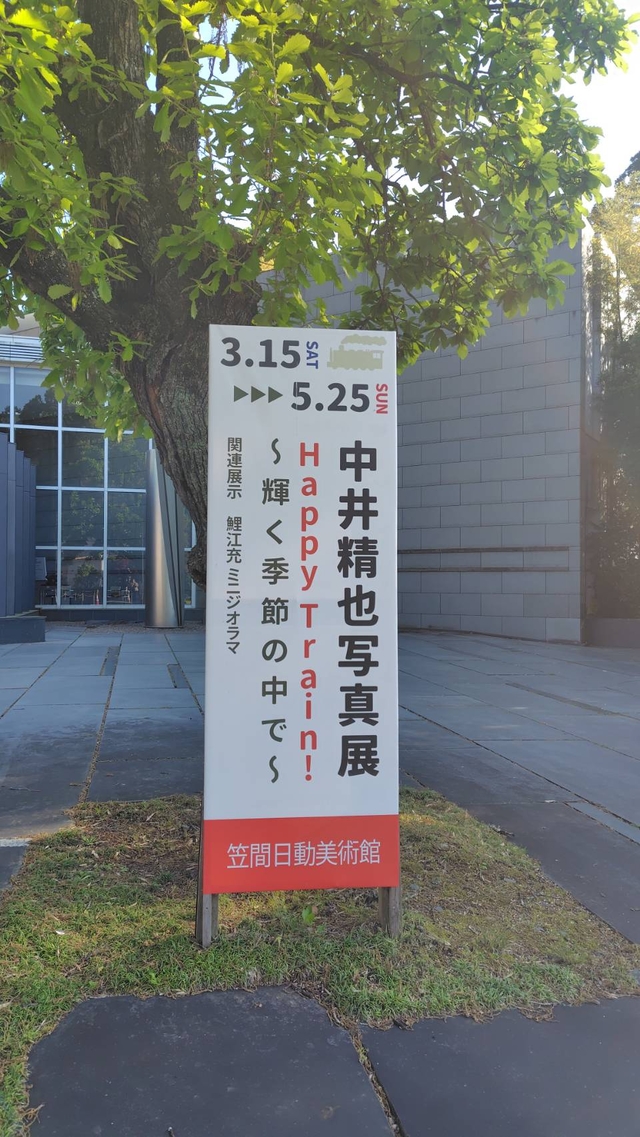 3.15 SAT
▶▶▶ 5.25 SUN
中井精也写真展
Happy Train!
～輝く季節の中で～
関連展示 鯉江充 ミニジオラマ
笠間日動美術館